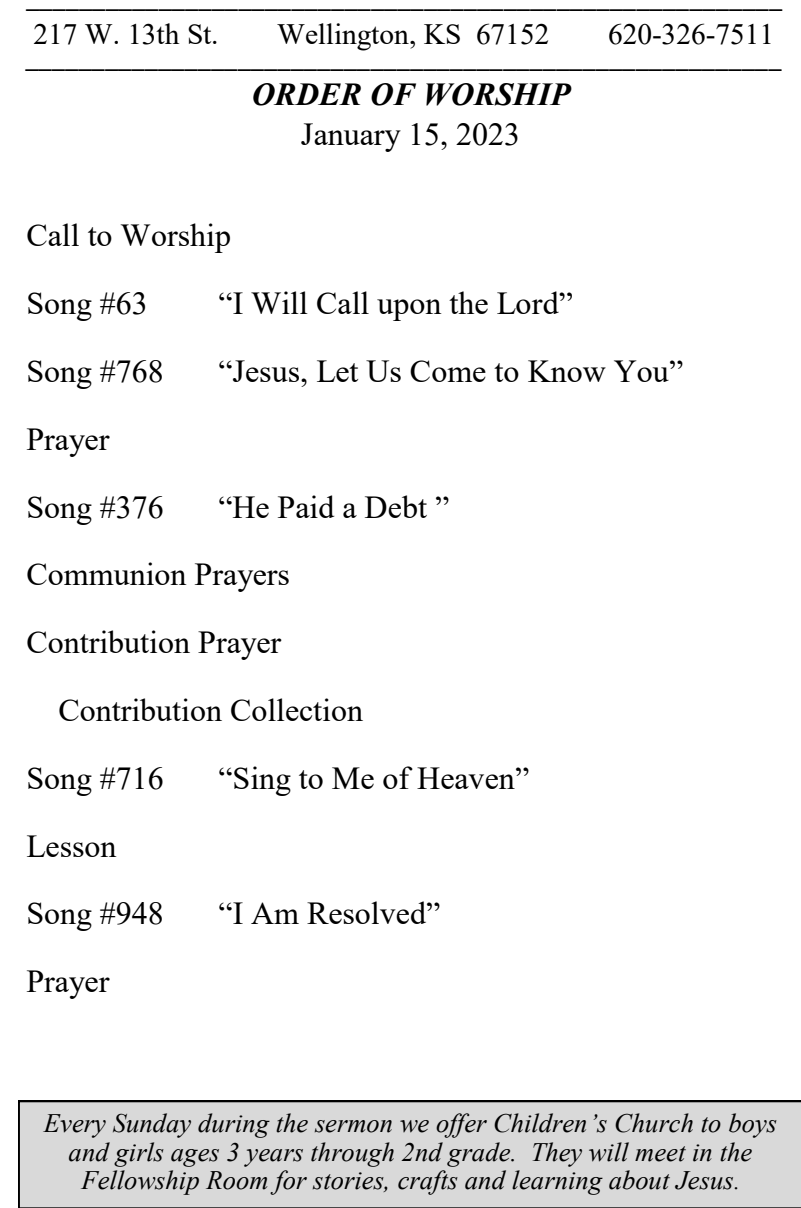 217 W. 13th St. Wellington, KS 67152 620-326-7511
ORDER OF WORSHIP
January 15, 2023
Call to Worship
Song #63 “I Will Call upon the Lord”
Song #768 “Jesus, Let Us Come to Know You”
Prayer
Song #376 “He Paid a Debt ”
Communion Prayers
Contribution Prayer
Contribution Collection
Song #716 “Sing to Me of Heaven”
Lesson
Song #948 “I Am Resolved”
Prayer
Every Sunday during the sermon we offer Children’s Church to boys
and girls ages 3 years through 2nd grade. They will meet in the
Fellowship Room for stories, crafts and learning about Jesus.